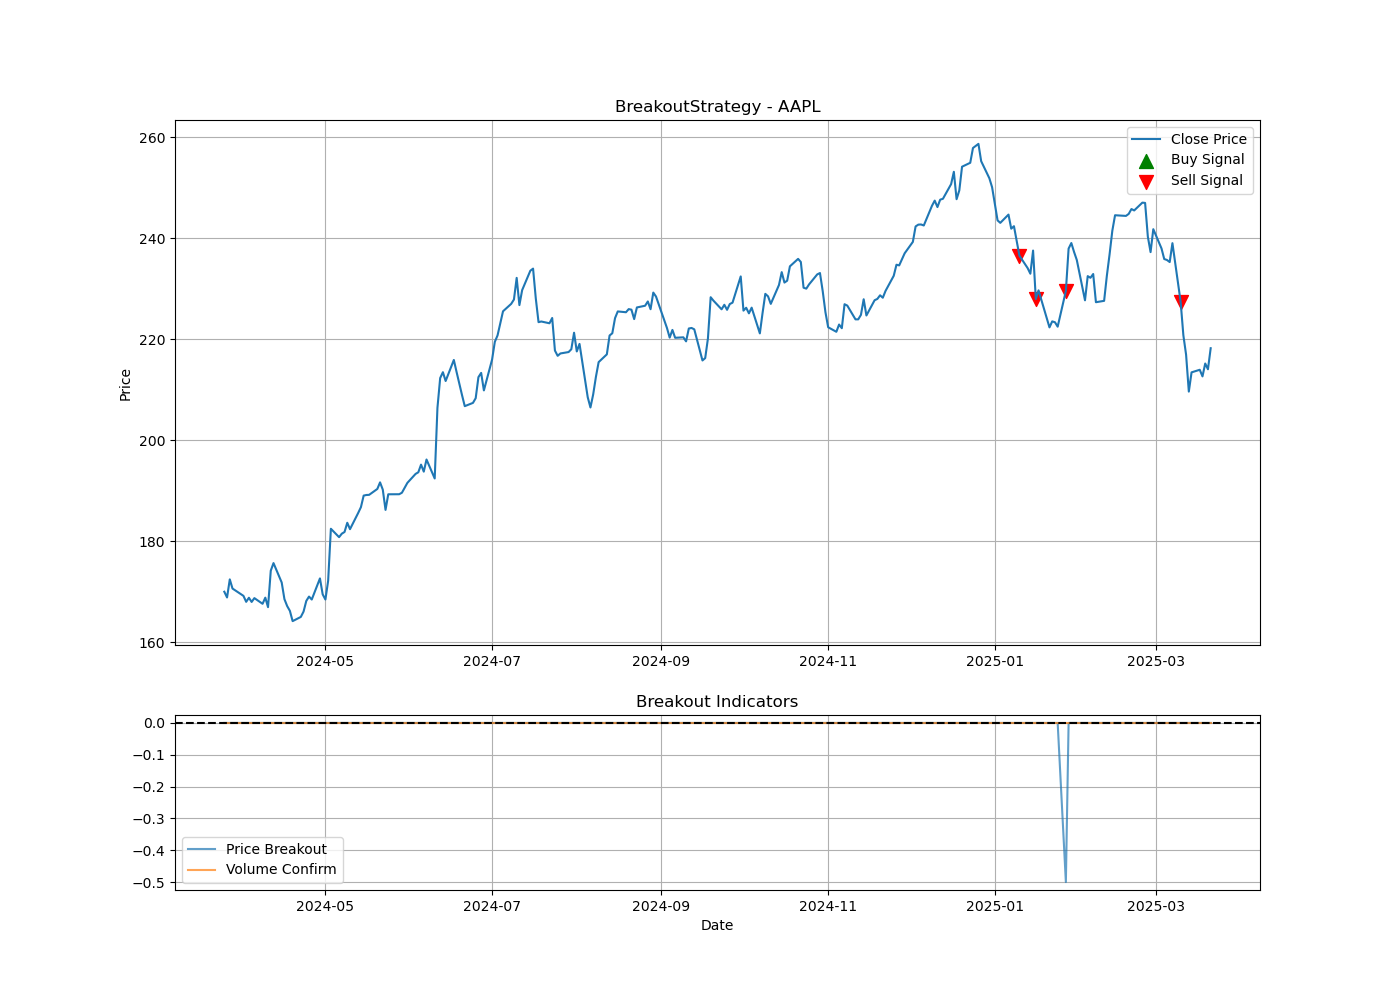 BreakoutStrategy - AAPL
Price
260
240
220
200
180
160
Close Price
Buy Signal
Sell Signal
2024-05 2024-07 2024-09 2024-11 2025-01 2025-03
Breakout Indicators
0.0
−0.1
−0.2
−0.3
−0.4
−0.5
Price Breakout
Volume Confirm
2024-05 2024-07 2024-09 2024-11 2025-01 2025-03
Date